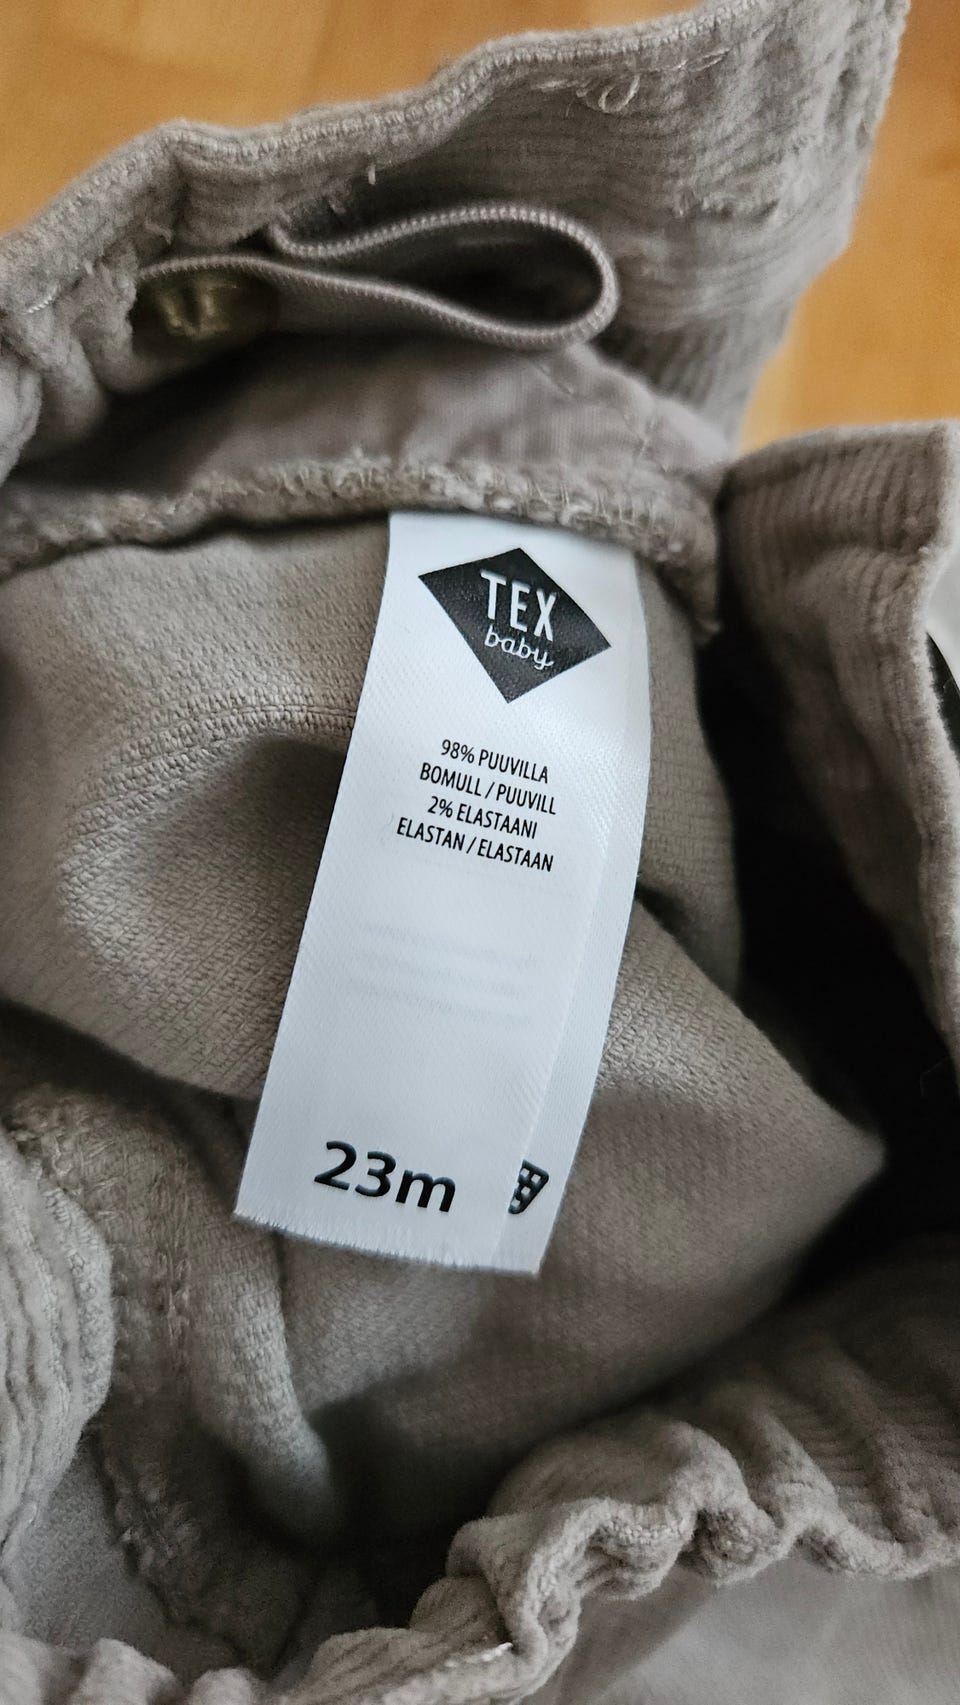 TEX
baby
98% PUUVILLA
BOMULL / PUUVILL
2% ELASTAANI
ELASTAN / ELASTAAN
23m